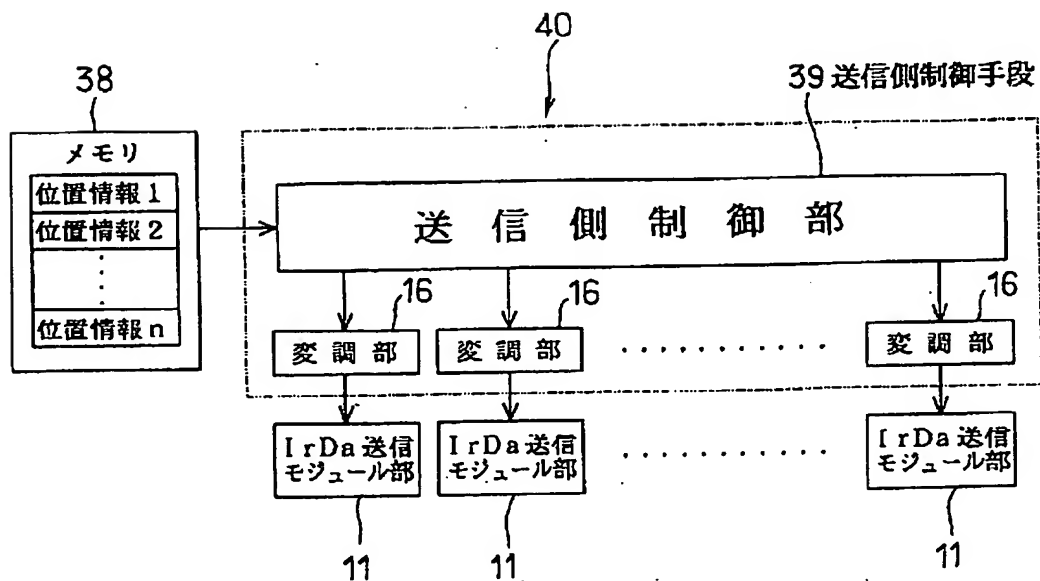 40
38
39 送信側制御手段
メモリ
位置情報1
位置情報2
位置情報n
送信側制御部
16
16
16
変調部
変調部
変調部
IrDa送信
モジュール部
IrDa送信
モジュール部
IrDa送信
モジュール部
11
11
11